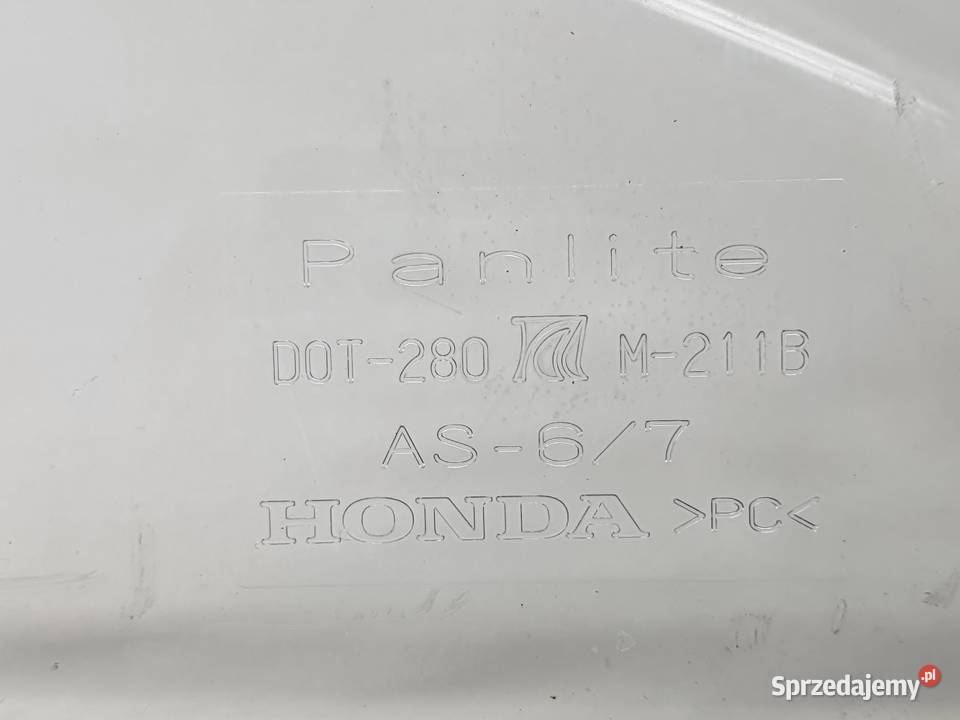 Panlite
DOT-280 M-211B
AS-6/7
HONDA >PC<
Sprzedajemy.pl